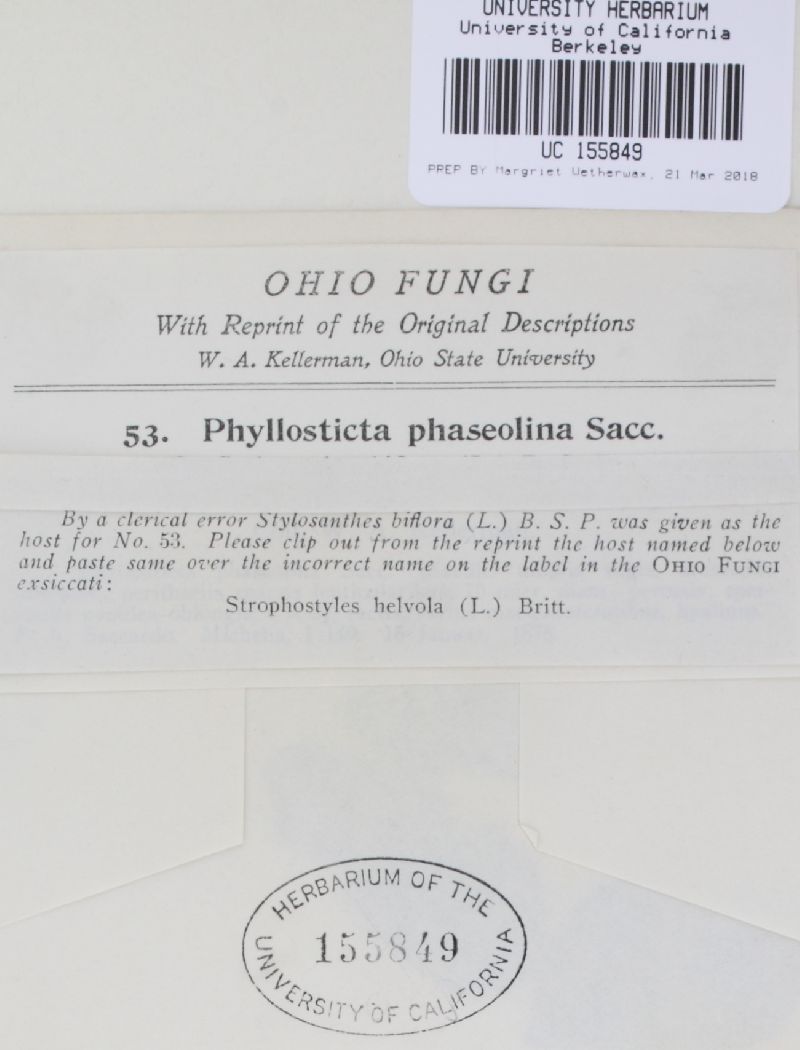 UNIVERSITY HERBARIUM
University of California
Berkeley
UC 155849
PREP BY Margriet Wetherwax, 21 Mar 2018
OHIO FUNGI
With Reprint of the Original Descriptions
W. A. Kellerman, Ohio State University
53. Phyllosticta phaseolina Sacc.
By a clerical error Stylosanthes biflora (L.) B. S. P. was given as the
host for No. 53. Please clip out from the reprint the host named below
and paste same over the incorrect name on the label in the OHIO FUNGI
exsiccati:
Strophostyles helvola (L.) Britt.
HERBARIUM OF THE
155849
UNIVERSITY OF CALIFORNIA